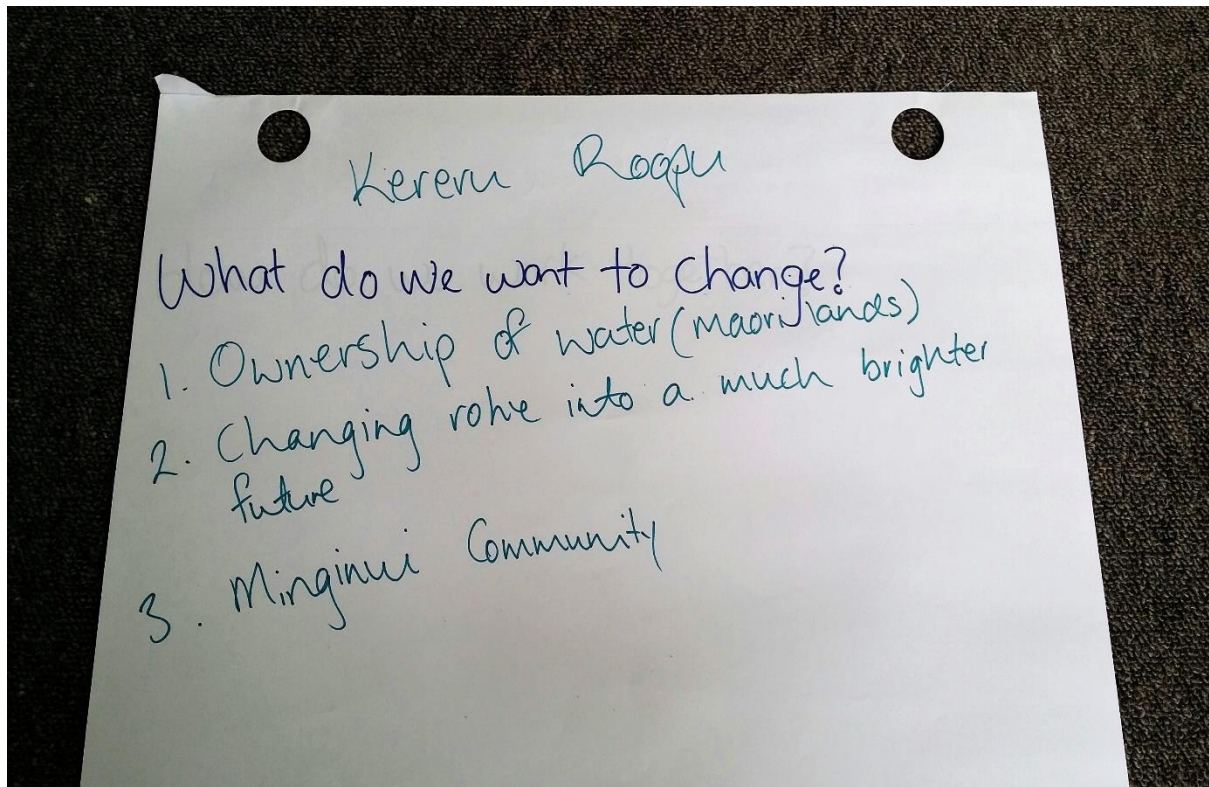 Kereru Roopu
What do we want to change?
1. Ownership of water (maori lands)
2. Changing rohe into a much brighter
future
3. Minginui Community